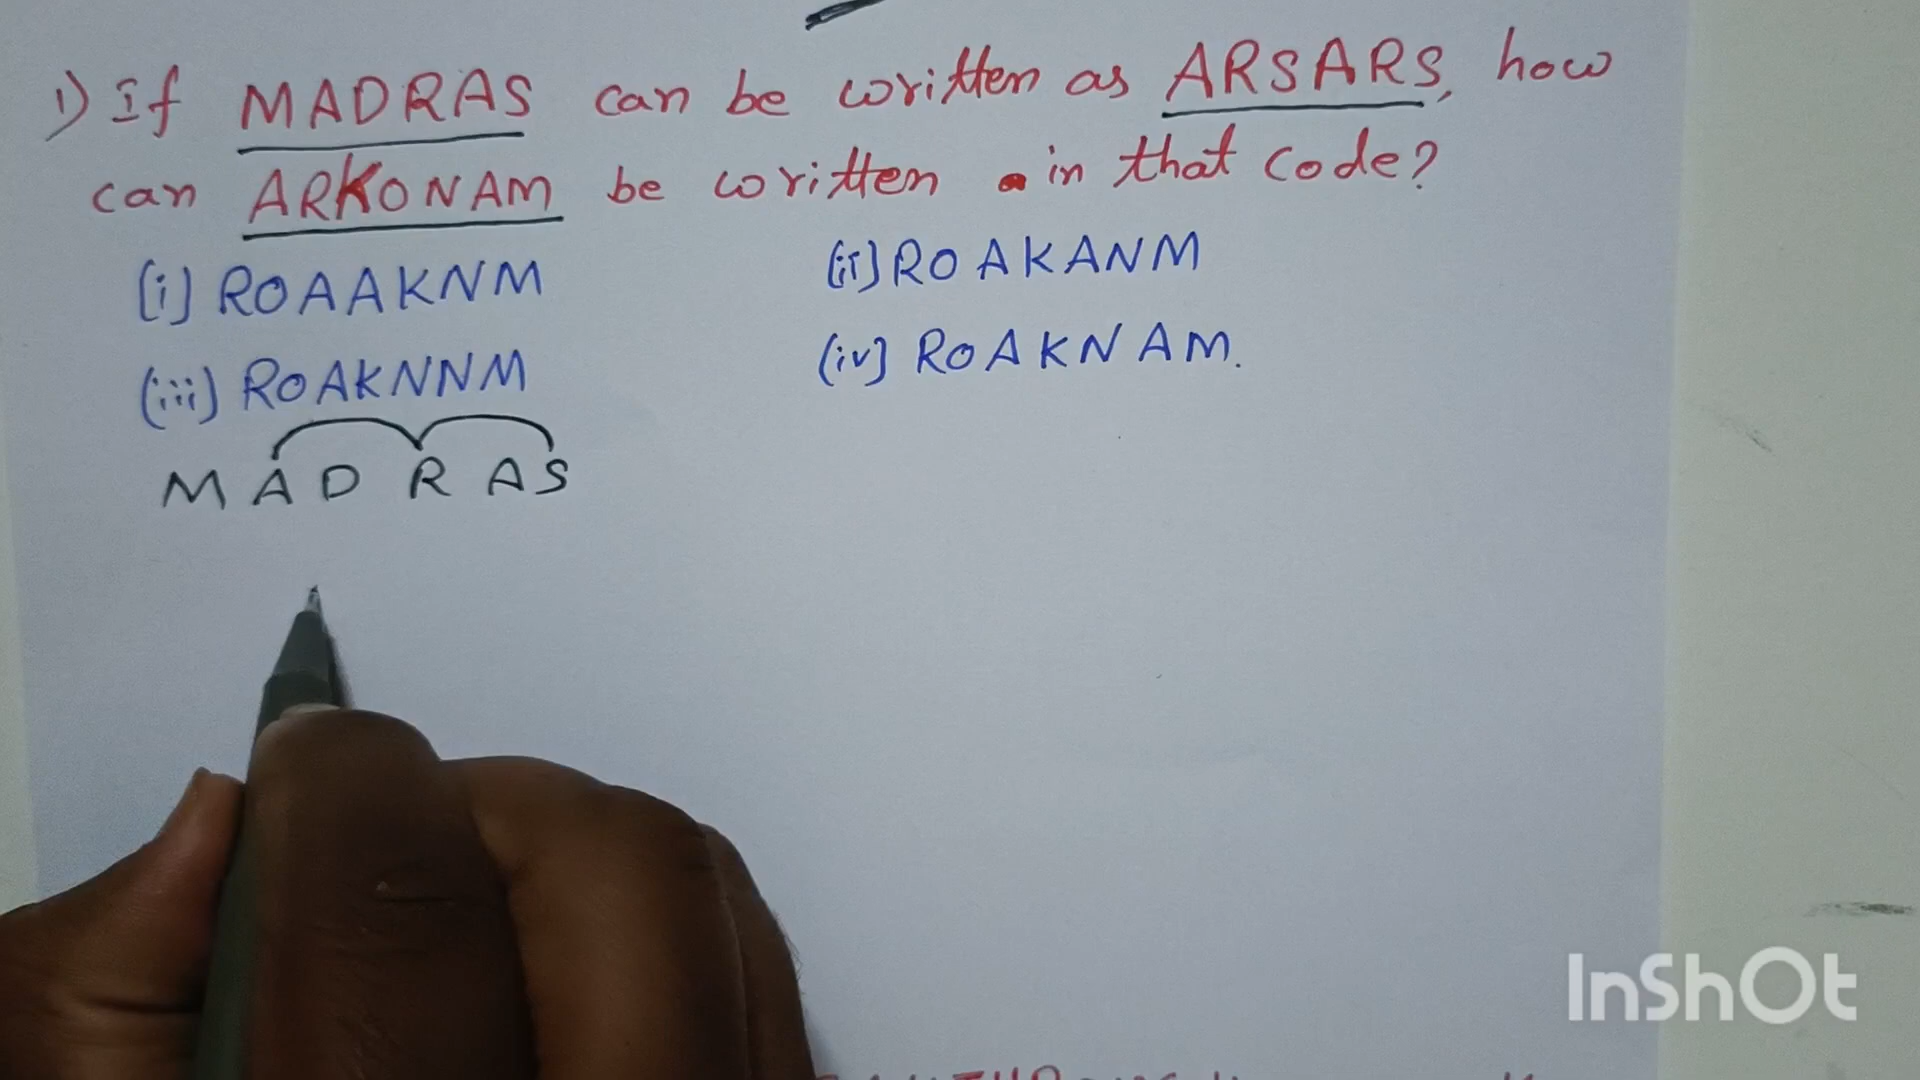 1) If MADRAS can be written as ARSARS, how
can ARKONAM be written in that code?
(i) ROAAKNM (ii) ROAKANM
(iii) ROAKNNM (iv) ROAKNAM.
M A D R A S
InShOt